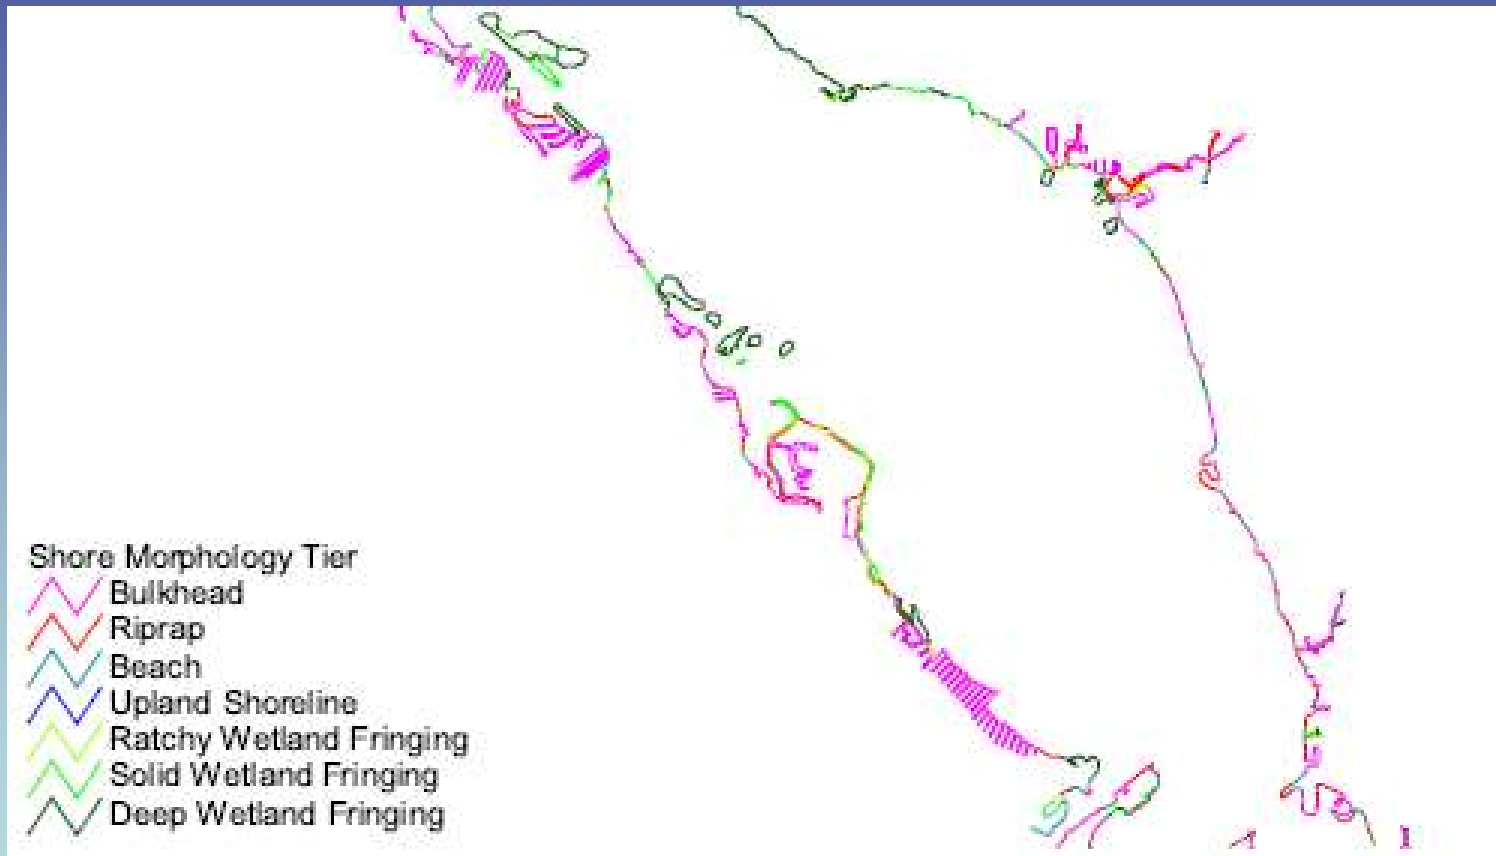 Shore Morphology Tier
Bulkhead
Riprap
Beach
Upland Shoreline
Ratchy Wetland Fringing
Solid Wetland Fringing
Deep Wetland Fringing